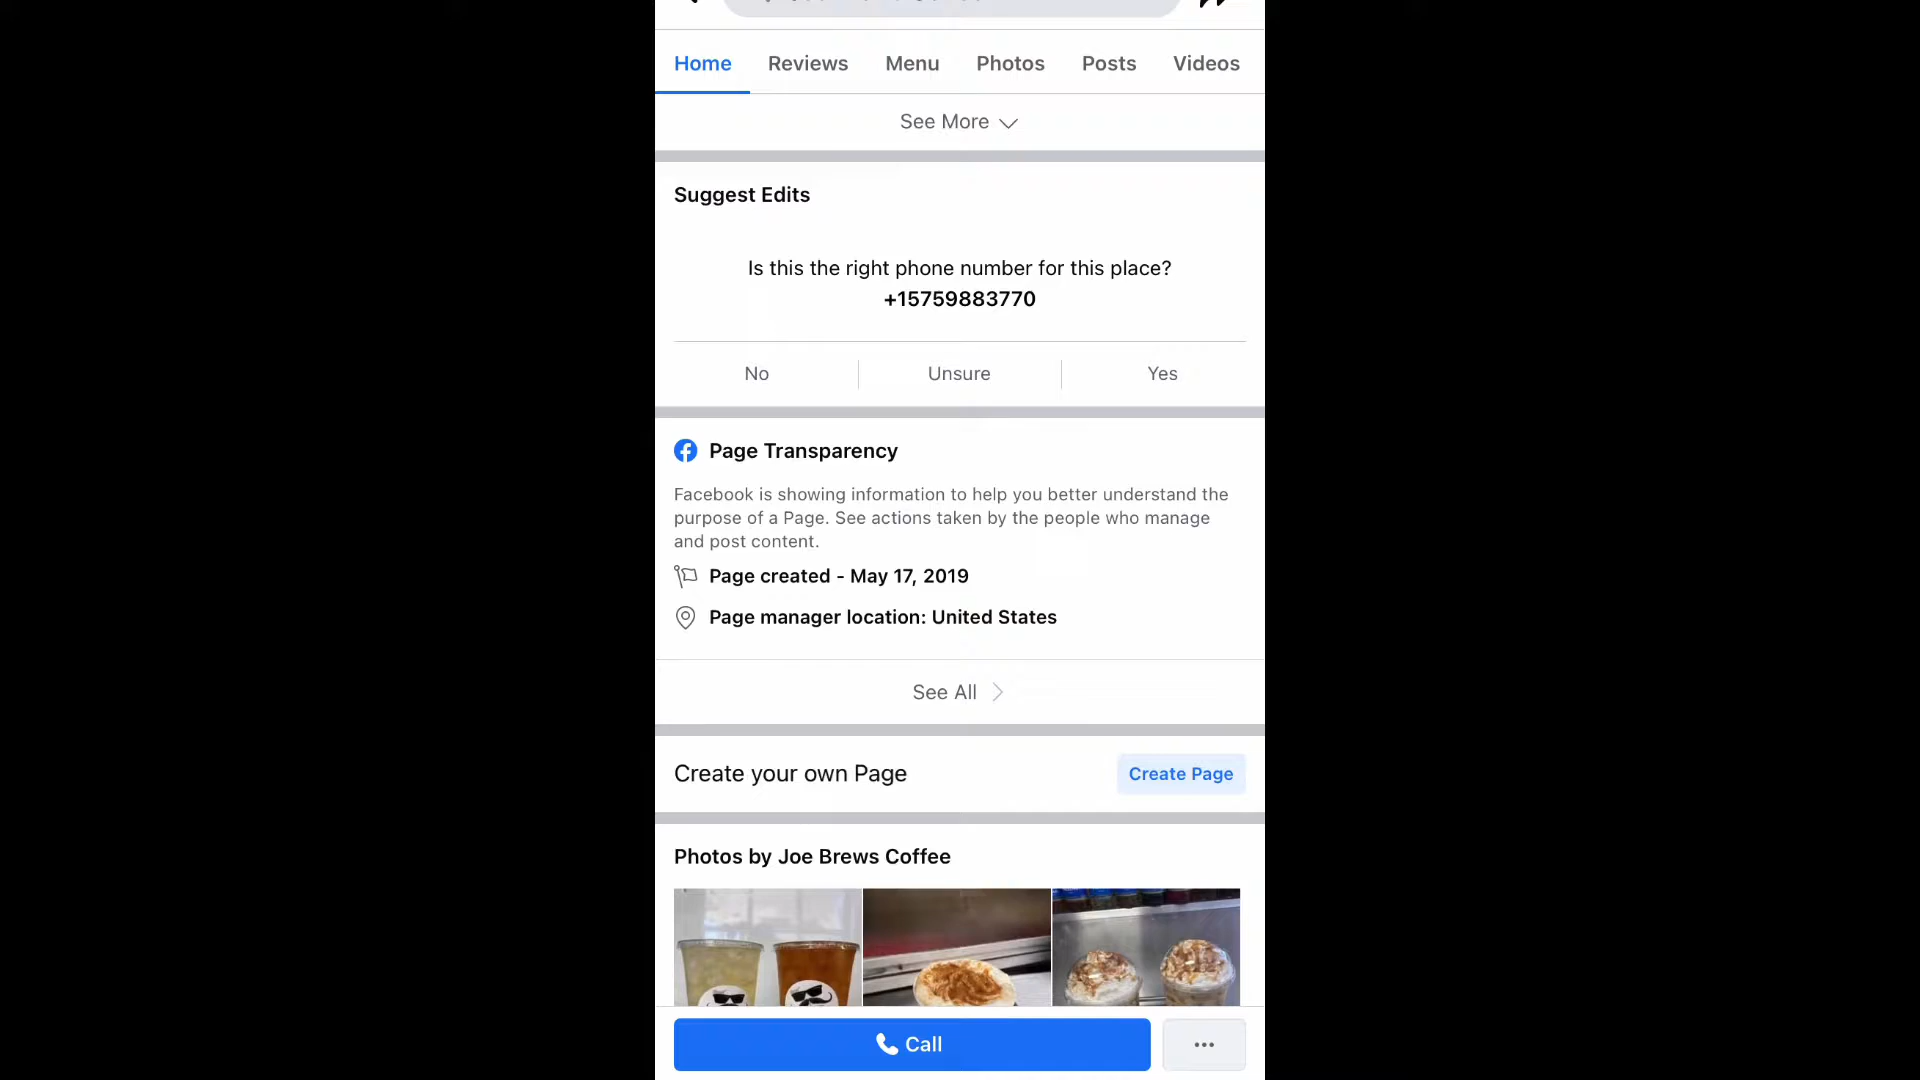 Home Reviews Menu Photos Posts Videos
See More
Suggest Edits
Is this the right phone number for this place?
+15759883770
No Unsure Yes
Page Transparency
Facebook is showing information to help you better understand the
purpose of a Page. See actions taken by the people who manage
and post content.
Page created - May 17, 2019
Page manager location: United States
See All
Create your own Page Create Page
Photos by Joe Brews Coffee
Call